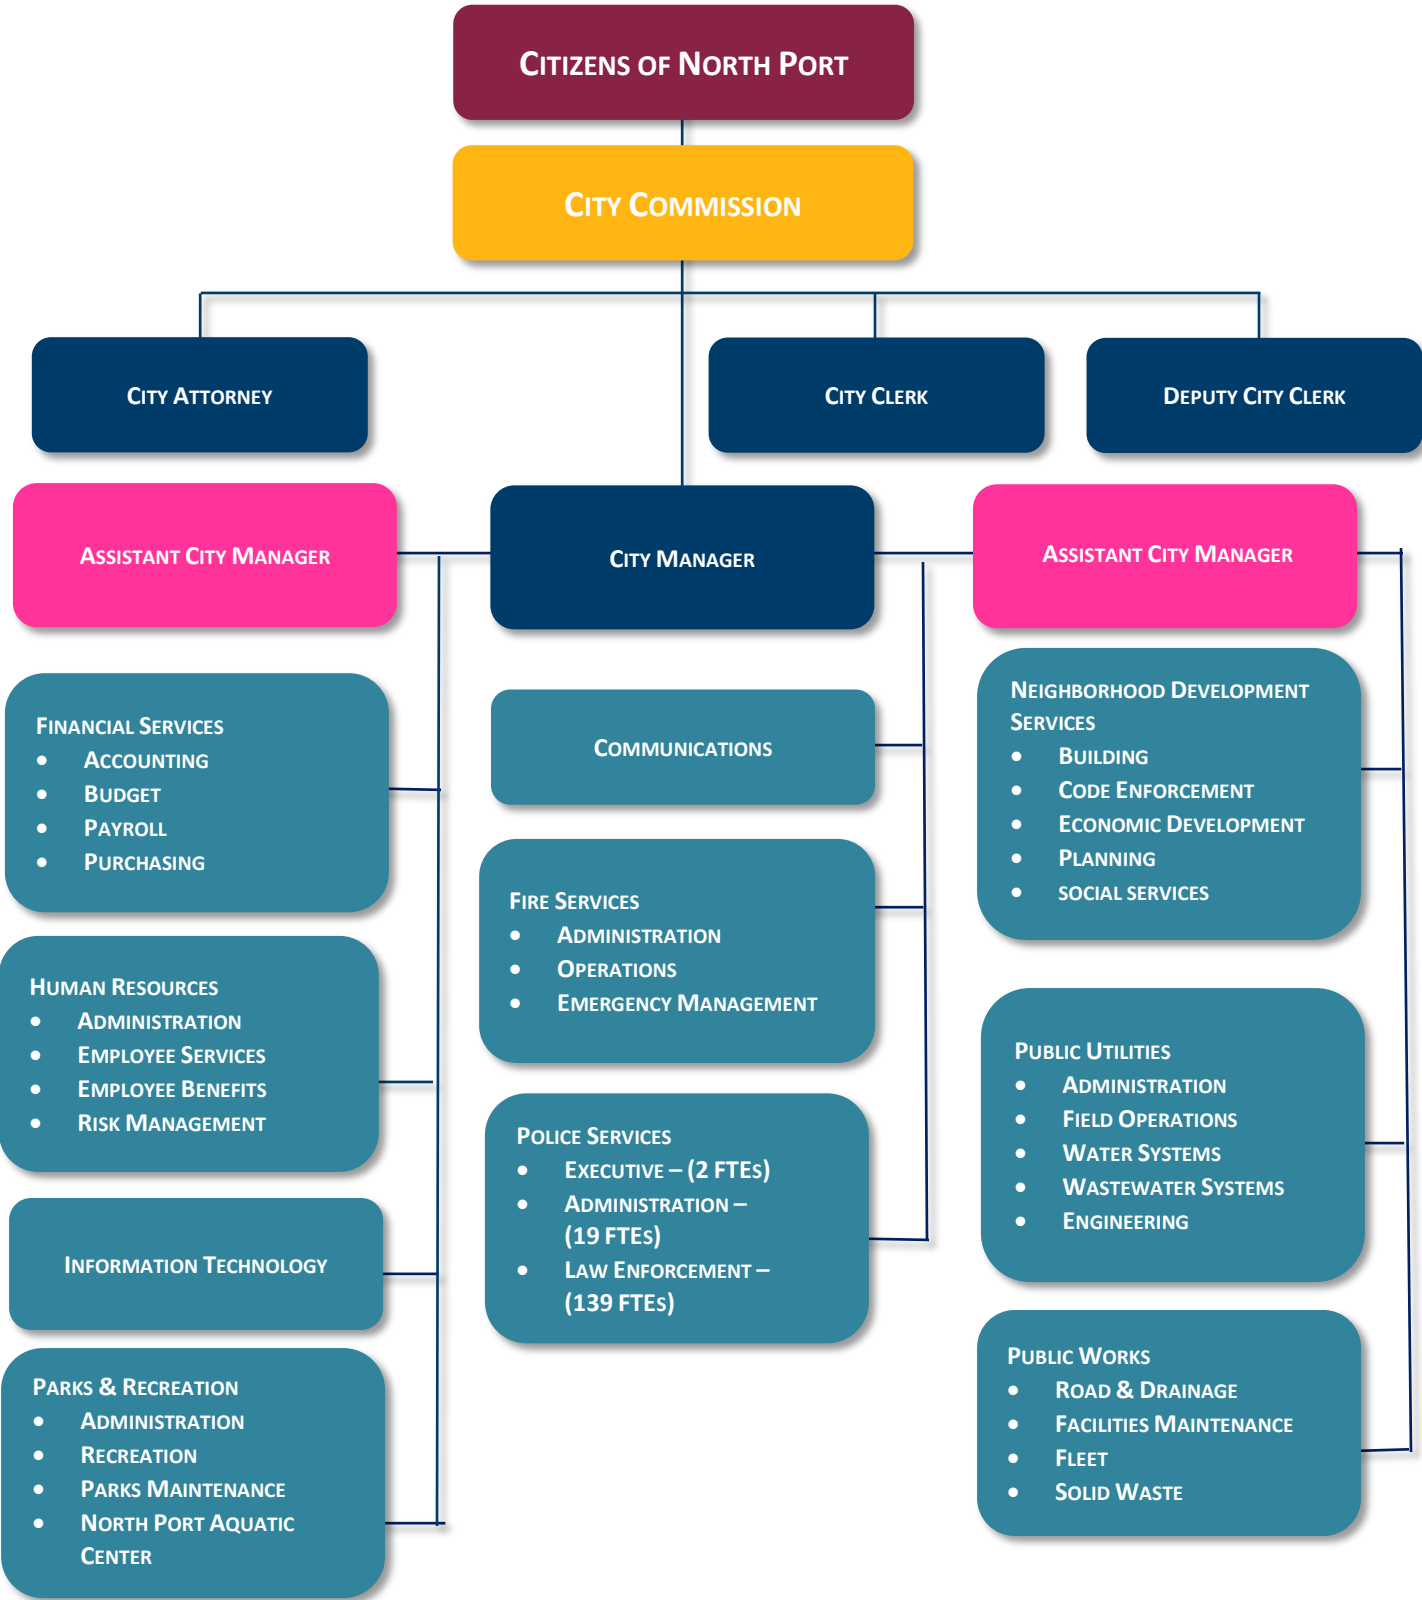 Citizens of North Port
City Commission
City Attorney
City Clerk
Deputy City Clerk
Assistant City Manager
City Manager
Assistant City Manager
Financial Services
• Accounting
• Budget
• Payroll
• Purchasing
Human Resources
• Administration
• Employee Services
• Employee Benefits
• Risk Management
Information Technology
Parks & Recreation
• Administration
• Recreation
• Parks Maintenance
• North Port Aquatic
Center
Communications
Fire Services
• Administration
• Operations
• Emergency Management
Police Services
• Executive – (2 FTEs)
• Administration –
(19 FTEs)
• Law Enforcement –
(139 FTEs)
Neighborhood Development
Services
• Building
• Code Enforcement
• Economic Development
• Planning
• social services
Public Utilities
• Administration
• Field Operations
• Water Systems
• Wastewater Systems
• Engineering
Public Works
• Road & Drainage
• Facilities Maintenance
• Fleet
• Solid Waste